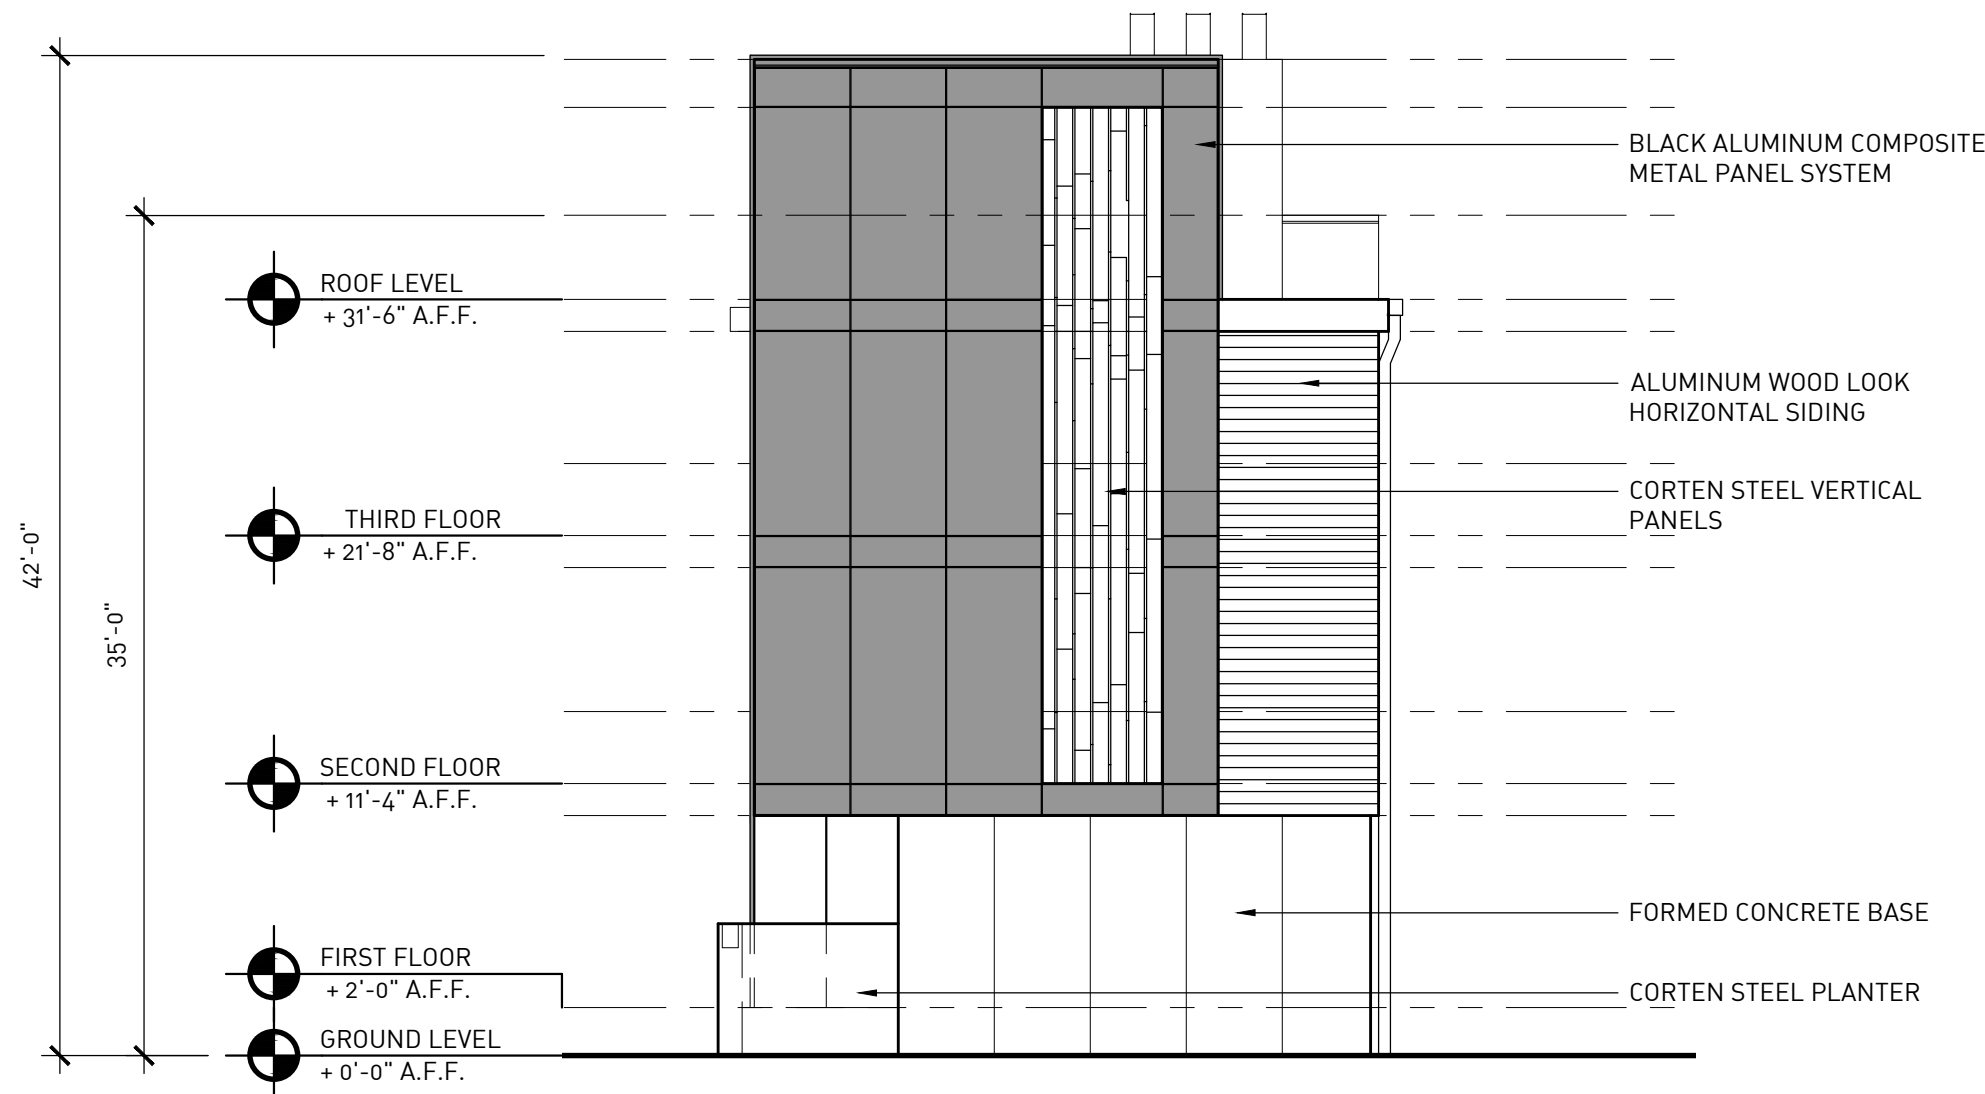 BLACK ALUMINUM COMPOSITE
METAL PANEL SYSTEM
ROOF LEVEL
+ 31'-6" A.F.F.
ALUMINUM WOOD LOOK
HORIZONTAL SIDING
CORTEN STEEL VERTICAL
PANELS
THIRD FLOOR
+ 21'-8" A.F.F.
42'-0"
35'-0"
SECOND FLOOR
+ 11'-4" A.F.F.
FORMED CONCRETE BASE
FIRST FLOOR
+ 2'-0" A.F.F.
CORTEN STEEL PLANTER
GROUND LEVEL
+ 0'-0" A.F.F.